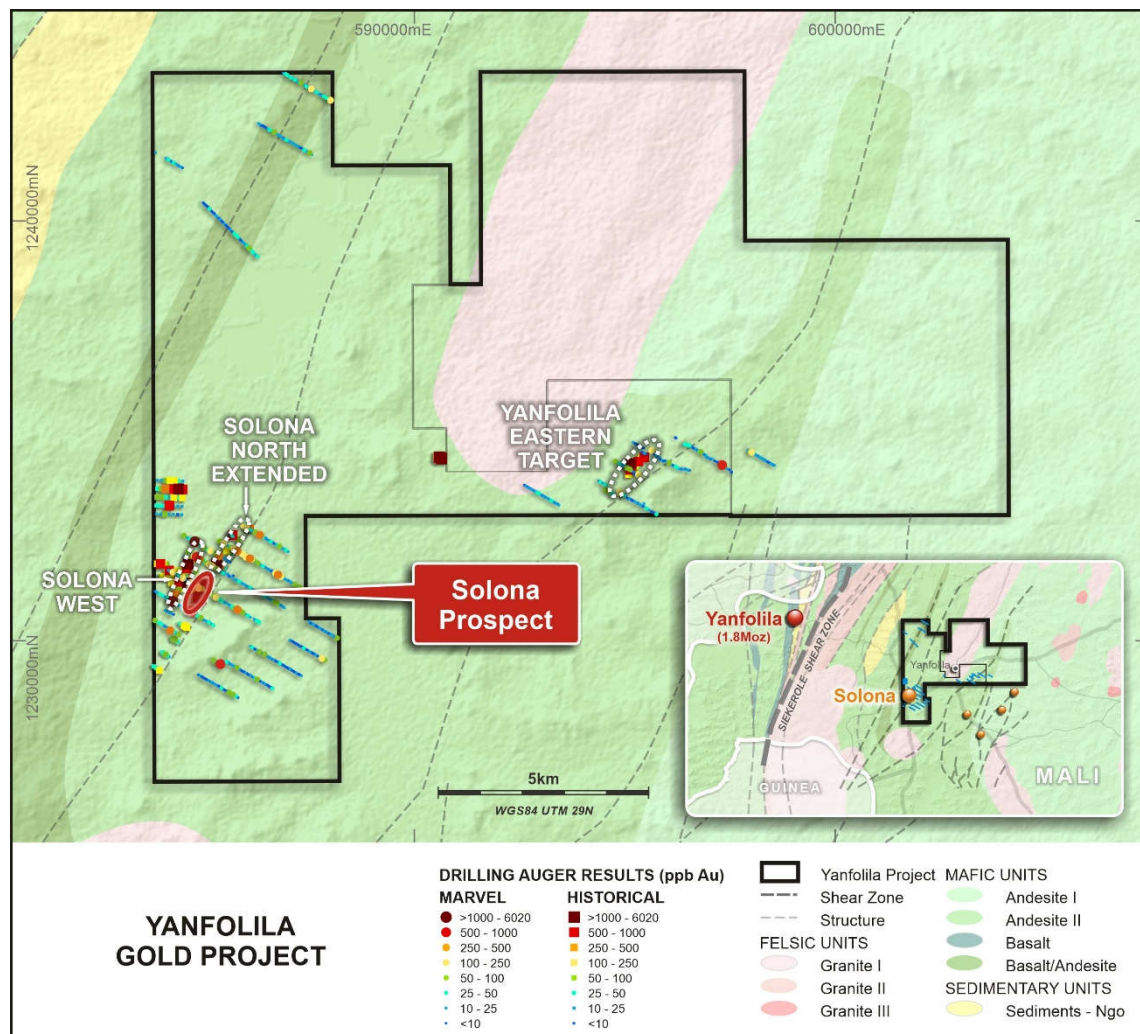 590000mE
600000mE
1240000mN
1230000mN
SOLONA
NORTH
EXTENDED
YANFOLILA
EASTERN
TARGET
SOLONA
WEST
Solona
Prospect
5km
WGS84 UTM 29N
Yanfolila
(1.8Moz)
SIEKEROLE SHEAR ZONE
Yanfolila
Solona
GUINEA
MALI
YANFOLILA
GOLD PROJECT
DRILLING AUGER RESULTS (ppb Au)
MARVEL
>1000 - 6020
500 - 1000
250 - 500
100 - 250
50 - 100
25 - 50
10 - 25
<10
HISTORICAL
>1000 - 6020
500 - 1000
250 - 500
100 - 250
50 - 100
25 - 50
10 - 25
<10
Yanfolila Project
Shear Zone
Structure
FELSIC UNITS
Granite I
Granite II
Granite III
MAFIC UNITS
Andesite I
Andesite II
Basalt
Basalt/Andesite
SEDIMENTARY UNITS
Sediments - Ngo